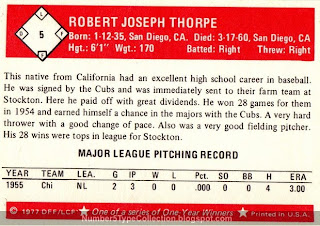 5
ROBERT JOSEPH THORPE
Born: 1-12-35, San Diego, CA. Died: 3-17-60, San Diego, CA
Hgt.: 6'1" Wgt.: 170 Batted: Right Threw: Right
This native from California had an excellent high school career in baseball.
He was signed by the Cubs and was immediately sent to their farm team at
Stockton. Here he paid off with great dividends. He won 28 games for them
in 1954 and earned himself a chance in the majors with the Cubs. A very hard
thrower with a good change of pace. Also was a very good fielding pitcher.
His 28 wins were tops in league for Stockton.
MAJOR LEAGUE PITCHING RECORD
YEAR G IP W L Pct. SO BB H ERA
1955 Chi NL 2 3 0 0 .000 0 0 4 3.00
© 1977 DFF/LCF ★ One of a series of One-Year Winners ★ Printed in U.S.A.
Number5TypeCollection.blogspot.com